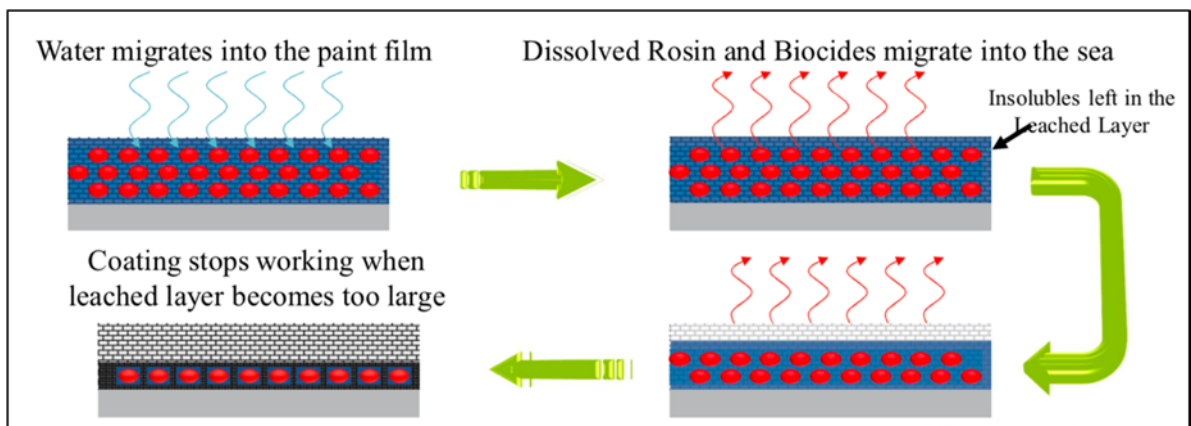 Water migrates into the paint film
Dissolved Rosin and Biocides migrate into the sea
Insolubles left in the
Leached Layer
Coating stops working when
leached layer becomes too large